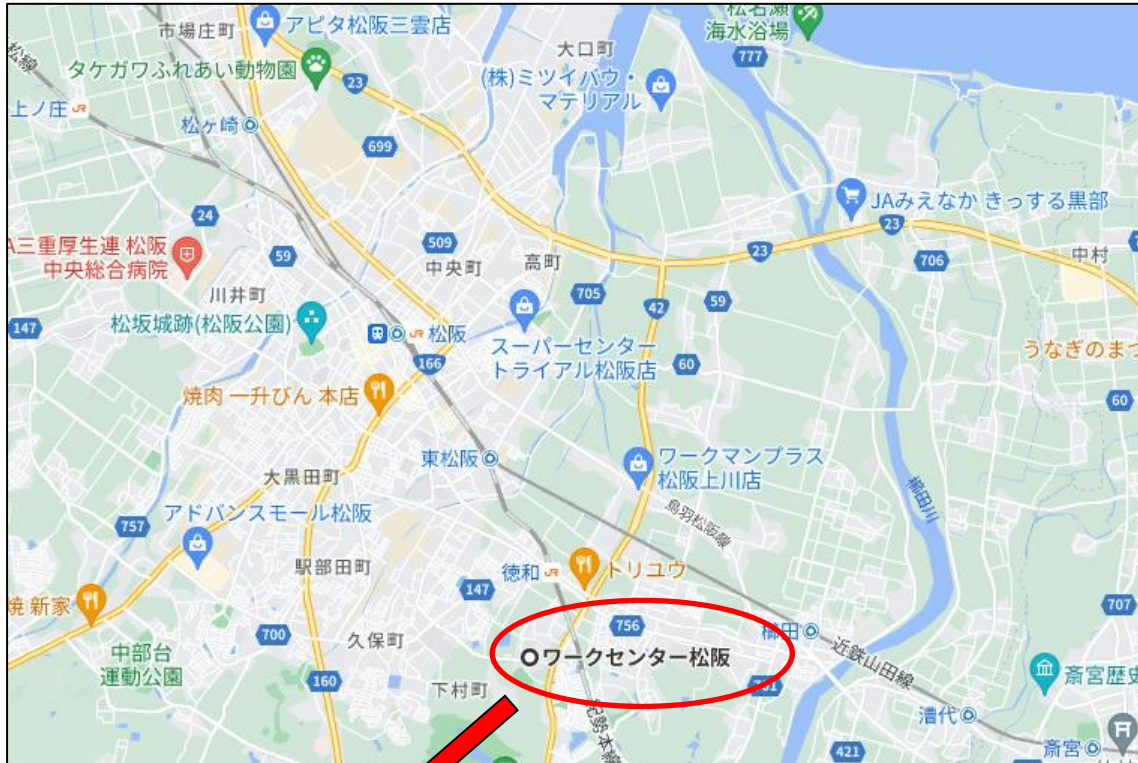 市場庄町
アピタ松阪三雲店
タケガワふれあい動物園
上ノ庄
松ヶ崎
23
699
大口町
(株)ミツイバウ・
マテリアル
777
海水浴場
JAみえなか きっする黒部
23
中村
706
23
24
三重厚生連 松阪
中央総合病院
59
509
中央町
高町
川井町
147
松坂城跡(松阪公園)
松阪
166
705
42
59
スーパーセンター
トライアル松阪店
60
うなぎのまつ
60
焼肉 一升びん 本店
東松阪
大黒田町
ワークマンプラス
松阪上川店
鳥羽松阪線
櫛田川
757
アドバンスモール松阪
駅部田町
徳和
トリユウ
147
707
焼 新家
700
久保町
756
櫛田
近鉄山田線
中部台
運動公園
160
下村町
ワークセンター松阪
斎宮歴史
漕代
紀勢本線
421
斎宮